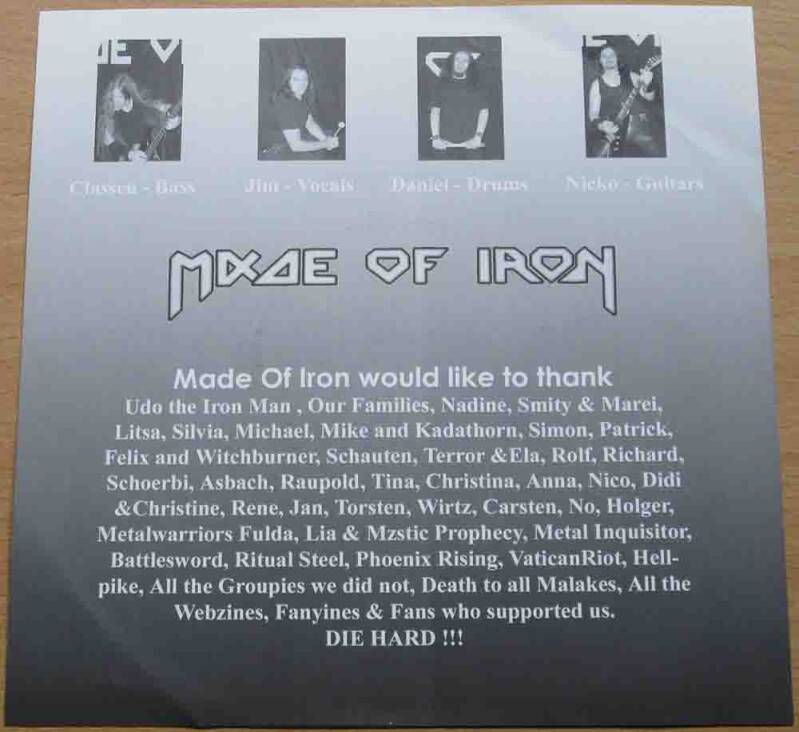 Classen - Bass Jim - Vocals Daniel - Drums Nicko - Guitars
MADE OF IRON
Made Of Iron would like to thank
Udo the Iron Man , Our Families, Nadine, Smity & Marei,
Litsa, Silvia, Michael, Mike and Kadathorn, Simon, Patrick,
Felix and Witchburner, Schauten, Terror &Ela, Rolf, Richard,
Schoerbi, Asbach, Raupold, Tina, Christina, Anna, Nico, Didi
&Christine, Rene, Jan, Torsten, Wirtz, Carsten, No, Holger,
Metalwarriors Fulda, Lia & Mzstic Prophecy, Metal Inquisitor,
Battlesword, Ritual Steel, Phoenix Rising, VaticanRiot, Hell-
pike, All the Groupies we did not, Death to all Malakes, All the
Webzines, Fanyines & Fans who supported us.
DIE HARD !!!